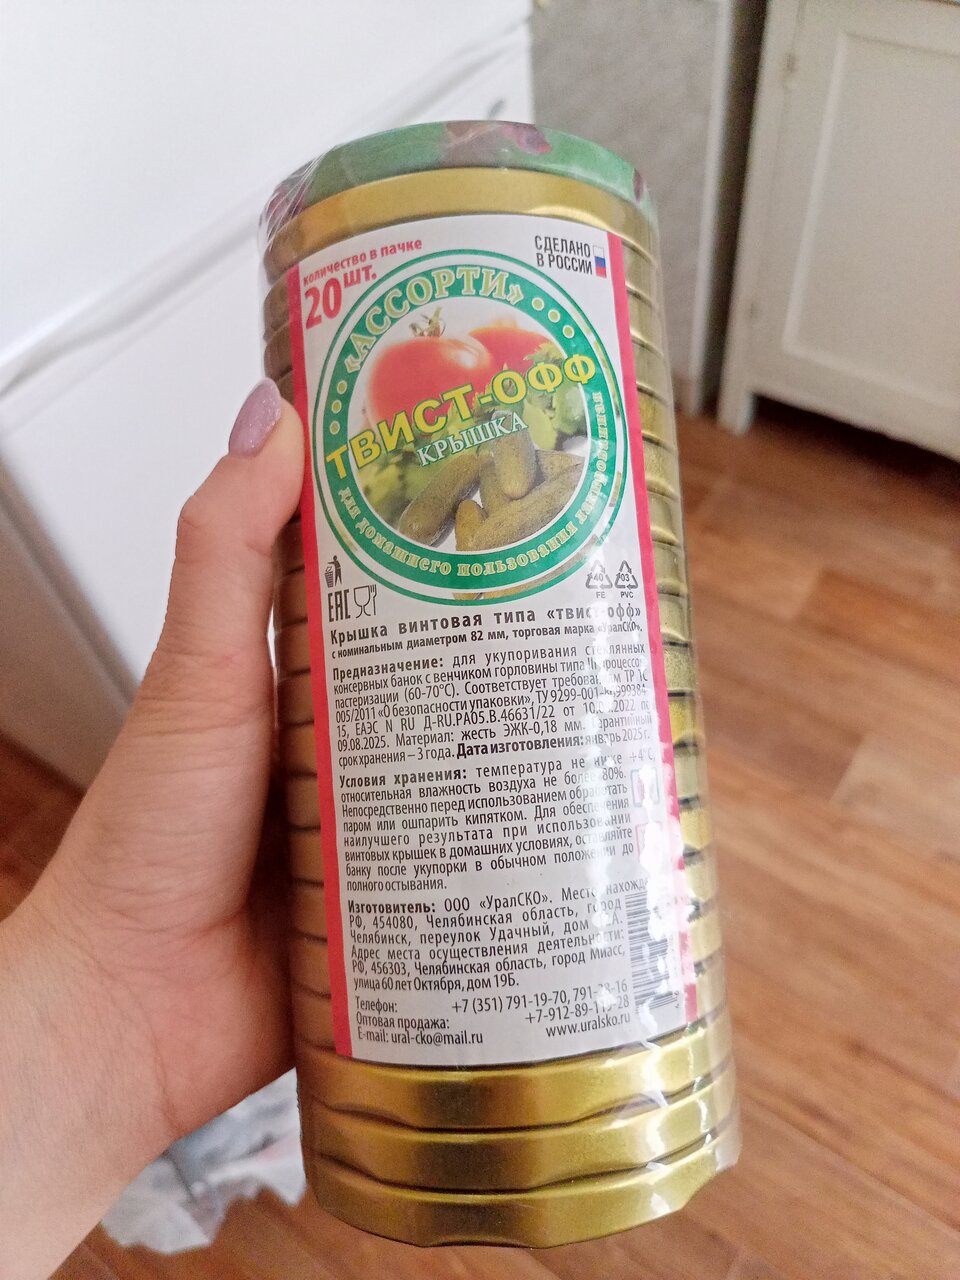 количество в пачке
20 шт.
СДЕЛАНО
В РОССИИ
«АССОРТИ»
ТВИСТ-ОФФ
КРЫШКА
для домашнего пользования
EAC
40
FE
03
PVC
Крышка винтовая типа «твист-офф»
с номинальным диаметром 82 мм, торговая марка «УралСКО».
Предназначение: для укупоривания стеклянных
консервных банок с венчиком горловины типа
пастеризации (60-70°С). Соответствует ТР ТС
005/2011 «О безопасности упаковки», ТУ 9299-001-
15, ЕАЭС N RU Д-RU.РА05.В.46631/22 от 2022 по
09.08.2025. Материал: жесть ЭЖК-0,18 мм. Гарантийный
срок хранения – 3 года. Дата изготовления: январь 2025 г.
Условия хранения: температура не ниже +4°С,
относительная влажность воздуха не более 80%.
Непосредственно перед использованием обработать
паром или ошпарить кипятком. Для обеспечения
наилучшего результата при использовании
винтовых крышек в домашних условиях, оставляйте
банку после укупорки в обычном положении до
полного остывания.
Изготовитель: ООО «УралСКО». Место
РФ, 454080, Челябинская область, город
Челябинск, переулок Удачный, дом
Адрес места осуществления деятельности:
РФ, 456303, Челябинская область, город Миасс,
улица 60 лет Октября, дом 19Б.
Телефон: +7 (351) 791-19-70,
Оптовая продажа:
E-mail: ural-cko@mail.ru www.uralsko.ru